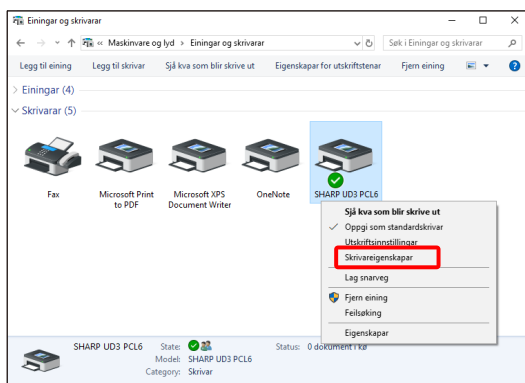 Einingar og skrivarar
« Maskinvare og lyd › Einingar og skrivarar
Søk i Einingar og skrivarar
Legg til eining
Legg til skrivar
Sjå kva som blir skrive ut
Eigenskapar for utskriftstenar
Fjern eining
Einingar (4)
Skrivarar (5)
Fax
Microsoft Print
to PDF
Microsoft XPS
Document Writer
OneNote
SHARP UD3 PCL6
Sjå kva som blir skrive ut
Oppgi som standardskrivar
Utskriftsinnstillingar
Skrivareigenskapar
Lag snarveg
Fjern eining
Feilsøking
Eigenskapar
SHARP UD3 PCL6
State:
Status: 0 dokument i kø
Model: SHARP UD3 PCL6
Category: Skrivar